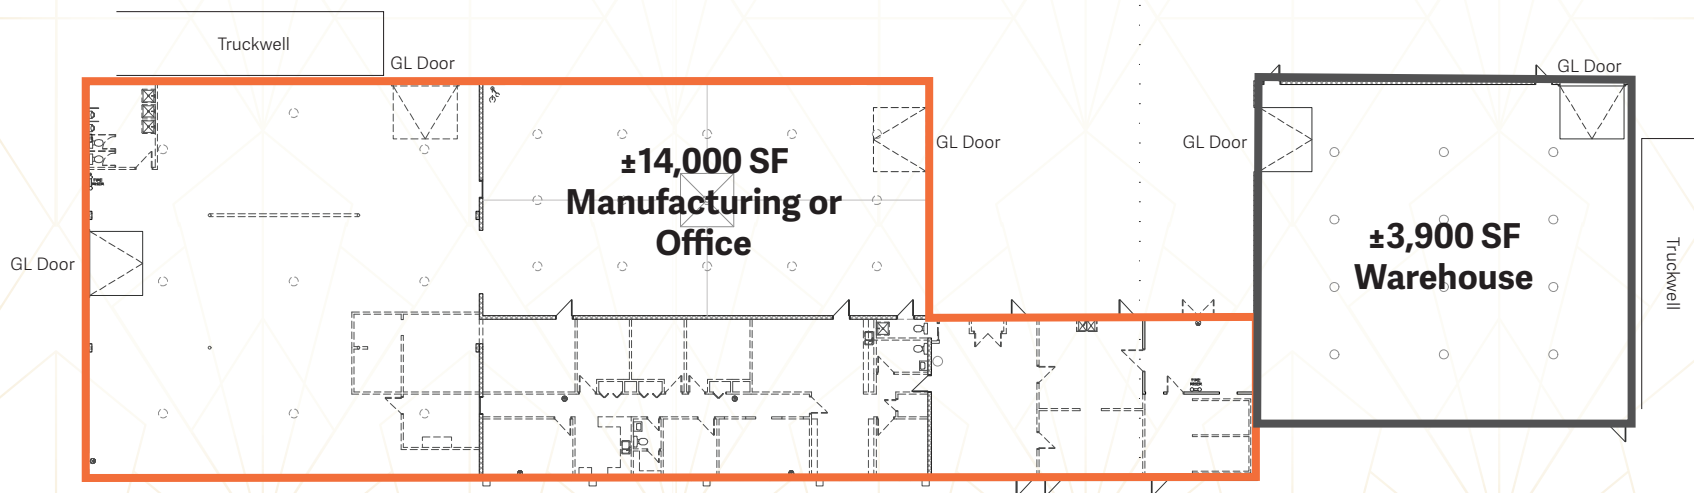 Truckwell
GL Door
GL Door
±14,000 SF
Manufacturing or
Office
GL Door
GL Door
±3,900 SF
Warehouse
GL Door
Truckwell